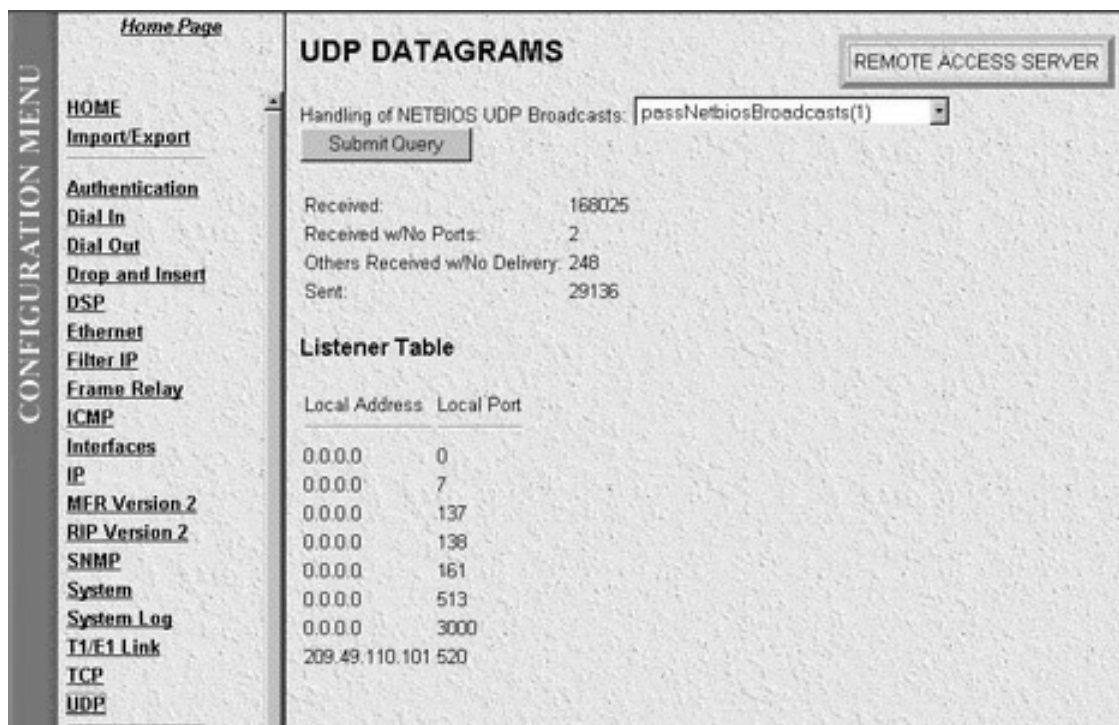 CONFIGURATION MENU
Home Page
HOME
Import/Export
Authentication
Dial In
Dial Out
Drop and Insert
DSP
Ethernet
Filter IP
Frame Relay
ICMP
Interfaces
IP
MFR Version 2
RIP Version 2
SNMP
System
System Log
T1/E1 Link
TCP
UDP
UDP DATAGRAMS
REMOTE ACCESS SERVER
Handling of NETBIOS UDP Broadcasts: passNetbiosBroadcasts(1)
Submit Query
Received: 168025
Received w/No Ports: 2
Others Received w/No Delivery: 248
Sent: 29136
Listener Table
Local Address Local Port
0.0.0.0 0
0.0.0.0 7
0.0.0.0 137
0.0.0.0 138
0.0.0.0 161
0.0.0.0 513
0.0.0.0 3000
209.49.110.101 520